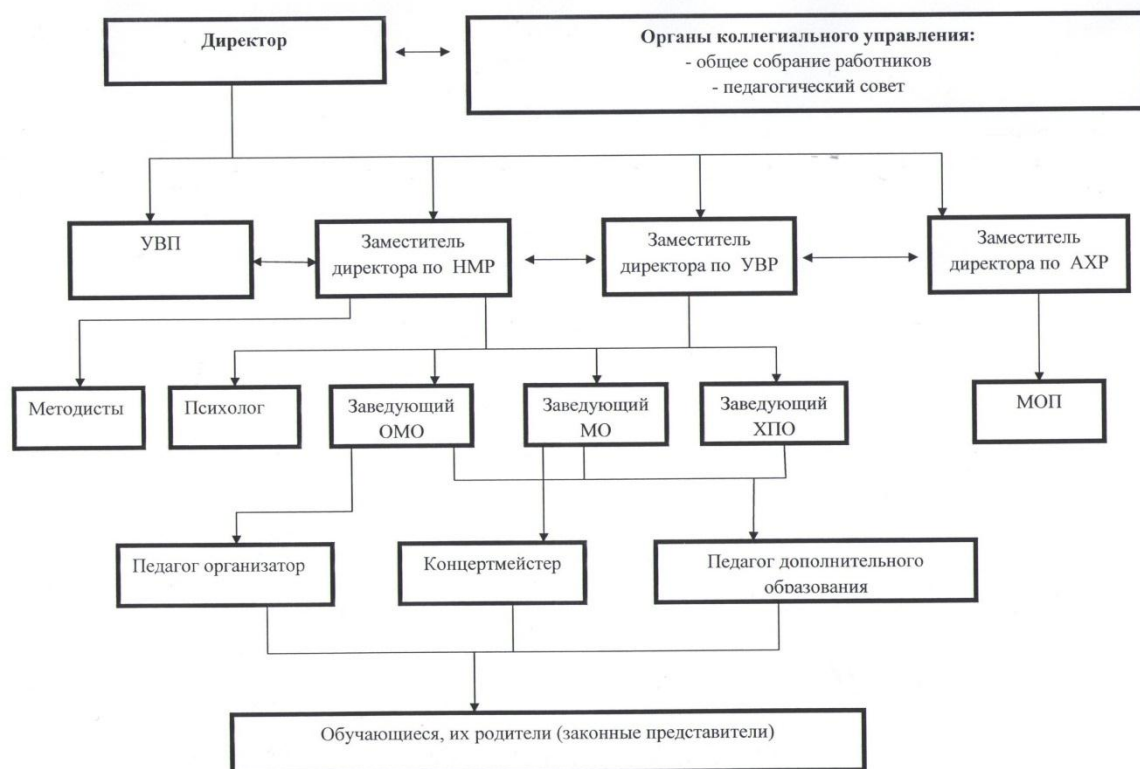 Директор
Органы коллегиального управления:
- общее собрание работников
- педагогический совет
УВП
Заместитель
директора по НМР
Заместитель
директора по УВР
Заместитель
директора по АХР
Методисты
Психолог
Заведующий
ОМО
Заведующий
МО
Заведующий
ХПО
МОП
Педагог организатор
Концертмейстер
Педагог дополнительного
образования
Обучающиеся, их родители (законные представители)